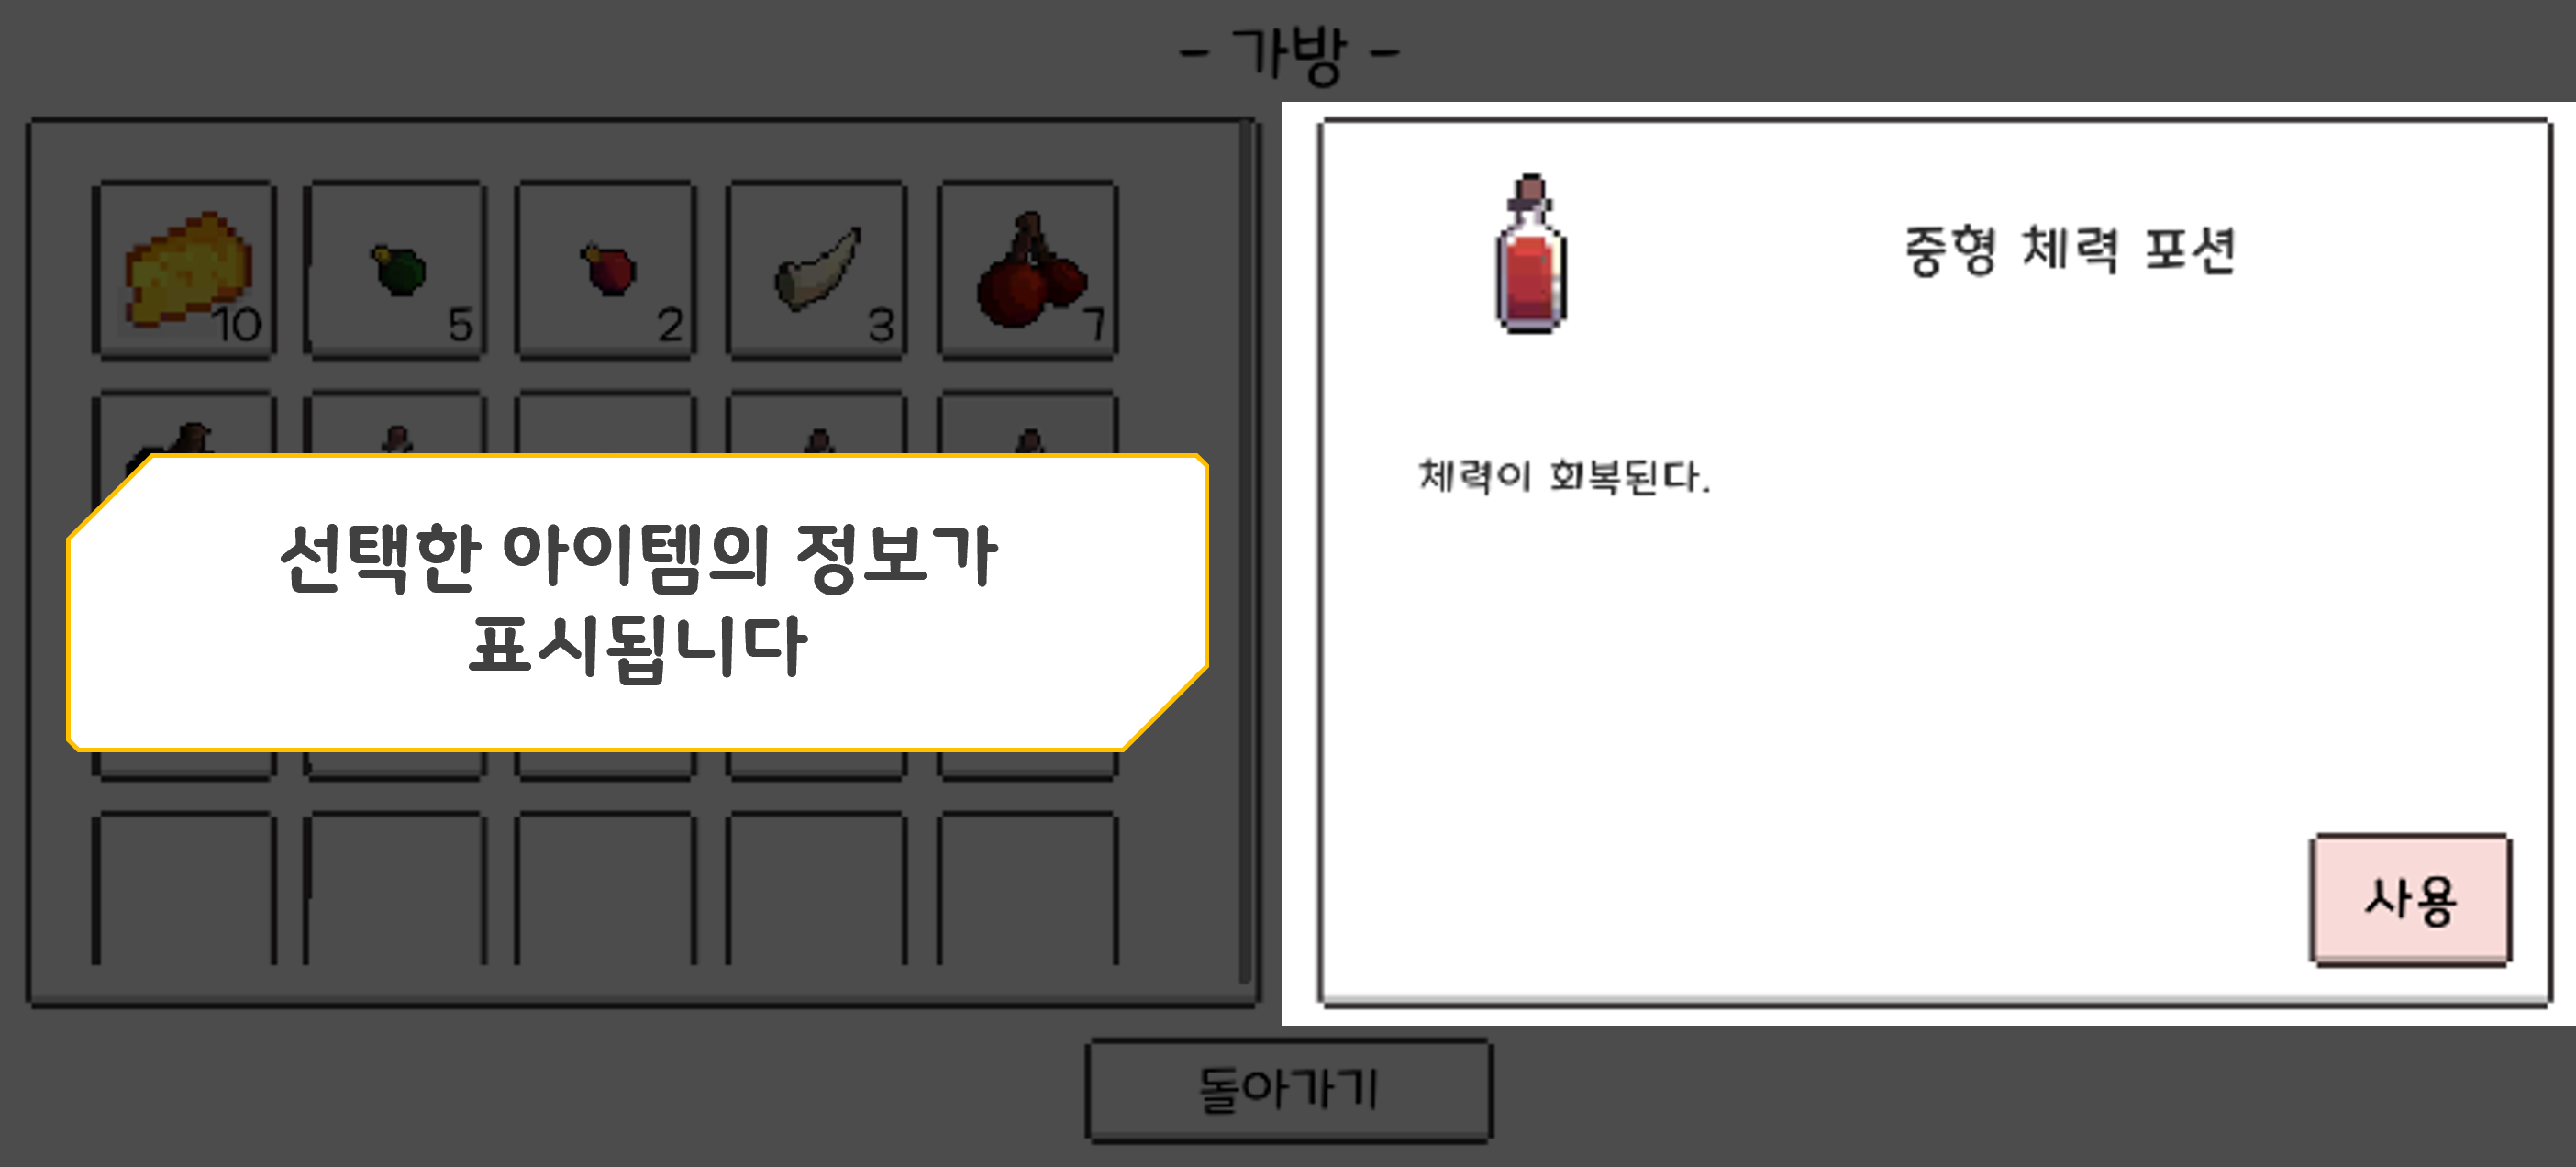 - 가방 -
10
5
2
3
7
중형 체력 포션
체력이 회복된다.
선택한 아이템의 정보가
표시됩니다
사용
돌아가기